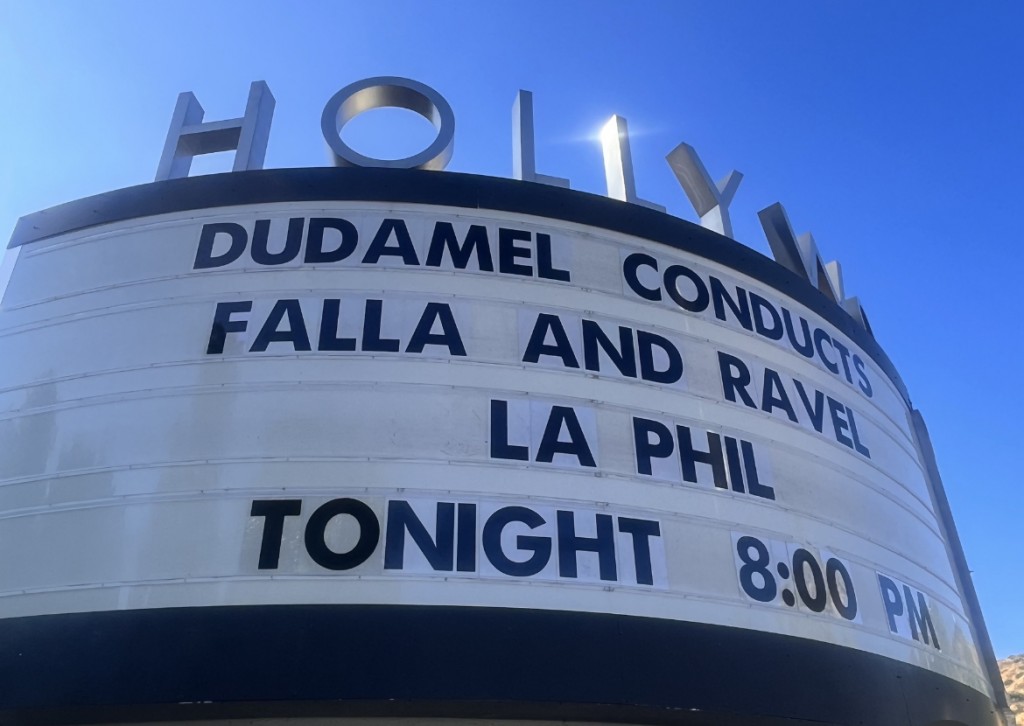 HOLLYW
DUDAMEL CONDUCTS
FALLA AND RAVEL
LA PHIL
TONIGHT 8:00 PM